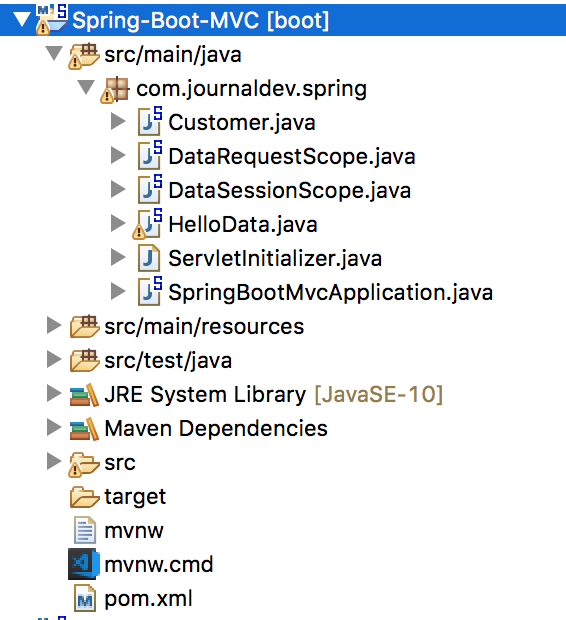 Spring-Boot-MVC [boot]
src/main/java
com.journaldev.spring
Customer.java
DataRequestScope.java
DataSessionScope.java
HelloData.java
ServletInitializer.java
SpringBootMvcApplication.java
src/main/resources
src/test/java
JRE System Library [JavaSE-10]
Maven Dependencies
src
target
mvnw
mvnw.cmd
pom.xml